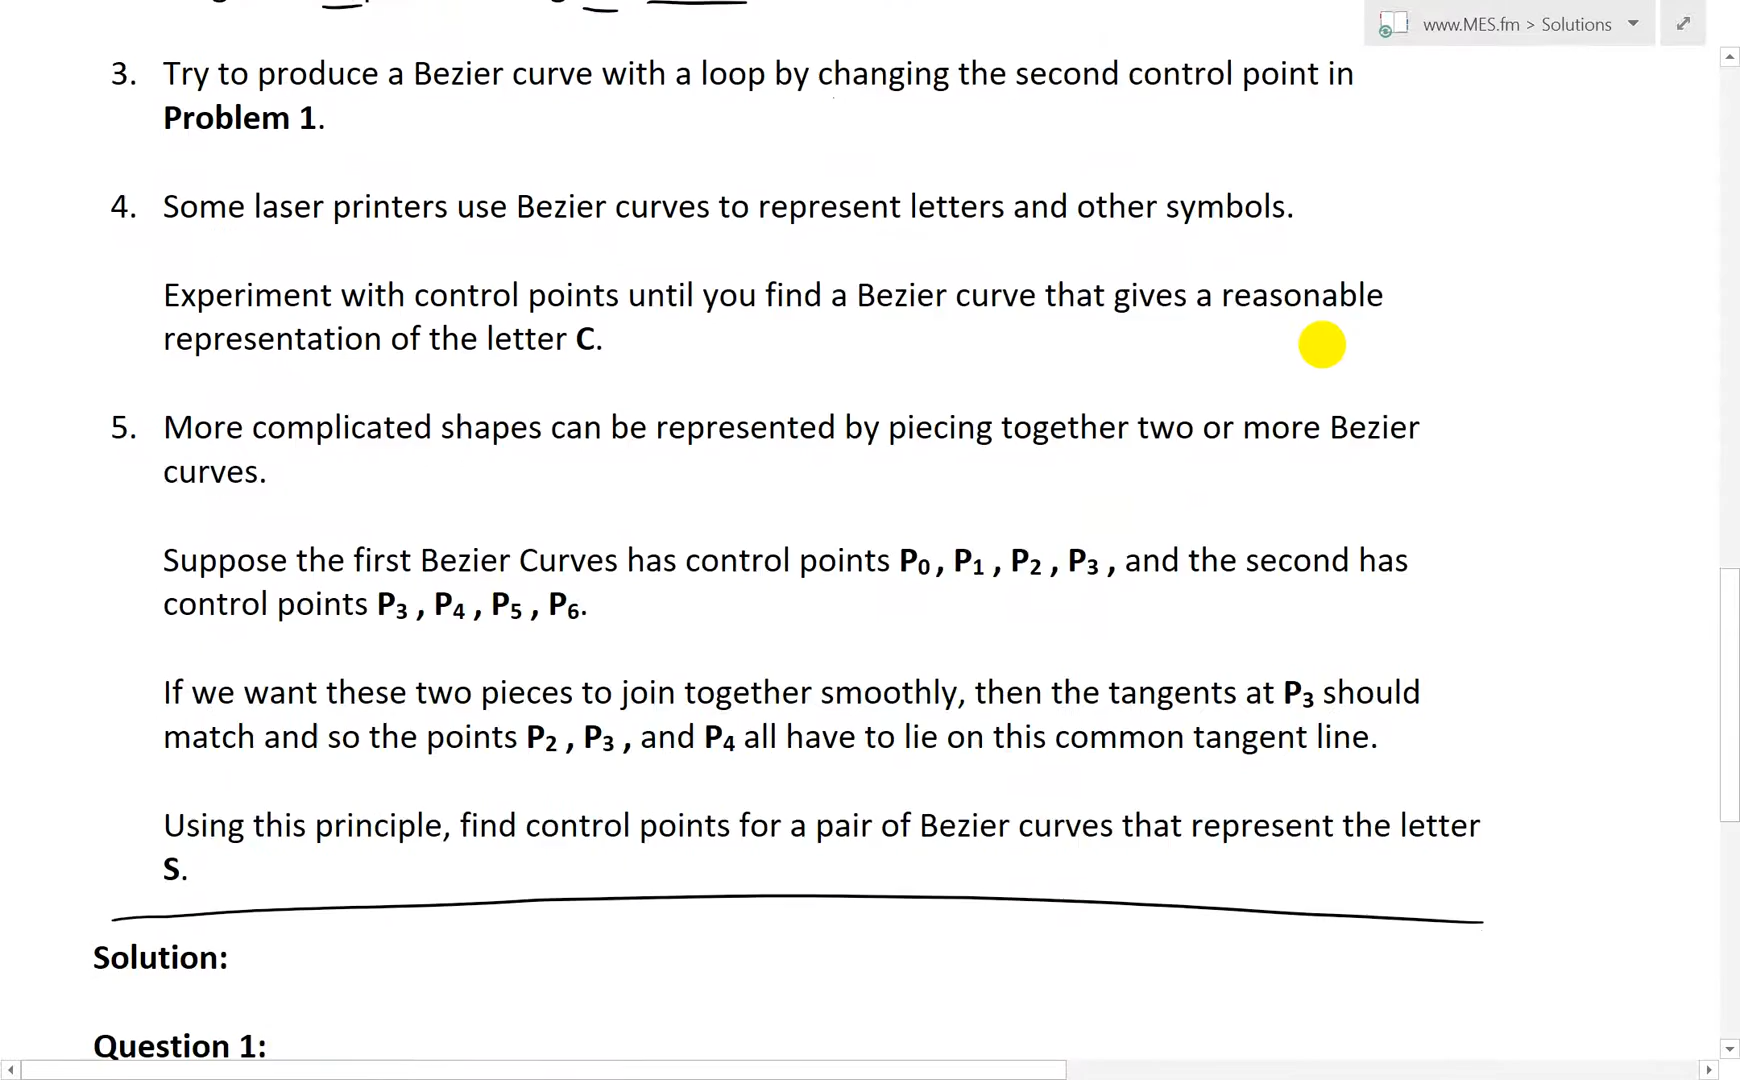 www.MES.fm > Solutions
3. Try to produce a Bezier curve with a loop by changing the second control point in
Problem 1.
4. Some laser printers use Bezier curves to represent letters and other symbols.
Experiment with control points until you find a Bezier curve that gives a reasonable
representation of the letter C.
5. More complicated shapes can be represented by piecing together two or more Bezier
curves.
Suppose the first Bezier Curves has control points P₀ , P₁ , P₂ , P₃ , and the second has
control points P₃ , P₄ , P₅ , P₆.
If we want these two pieces to join together smoothly, then the tangents at P₃ should
match and so the points P₂ , P₃ , and P₄ all have to lie on this common tangent line.
Using this principle, find control points for a pair of Bezier curves that represent the letter
S.
Solution:
Question 1: